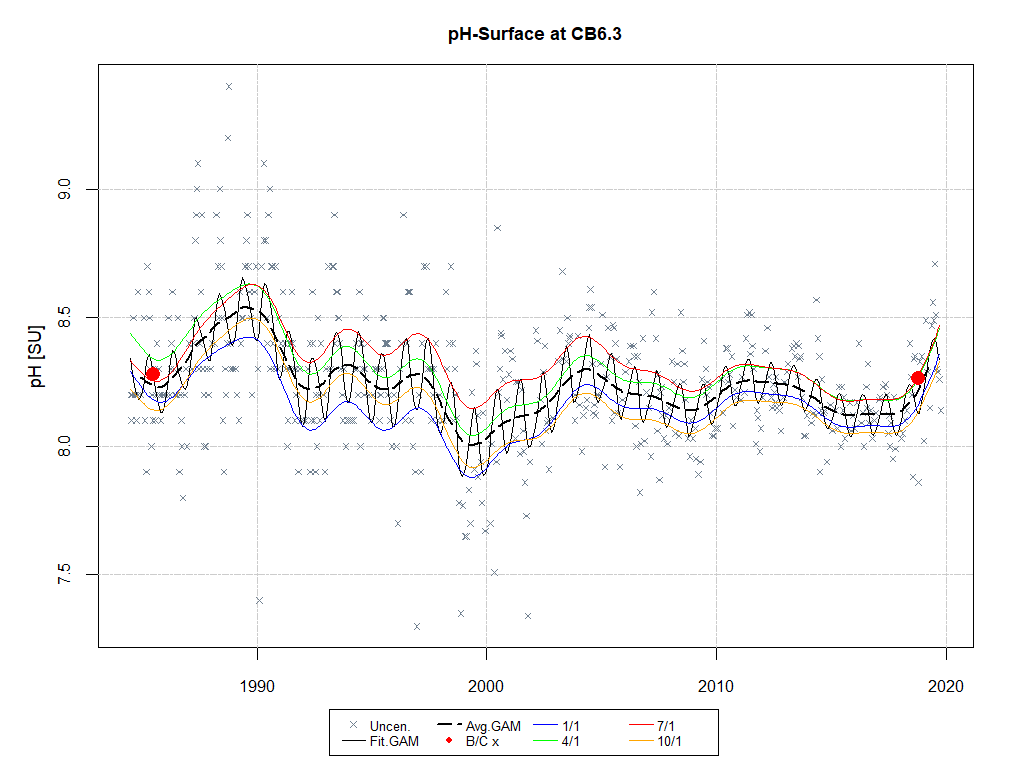 pH-Surface at CB6.3
pH [SU]
9.0
8.5
8.0
7.5
1990 2000 2010 2020
Uncen. Avg.GAM 1/1 7/1
Fit.GAM B/C x 4/1 10/1